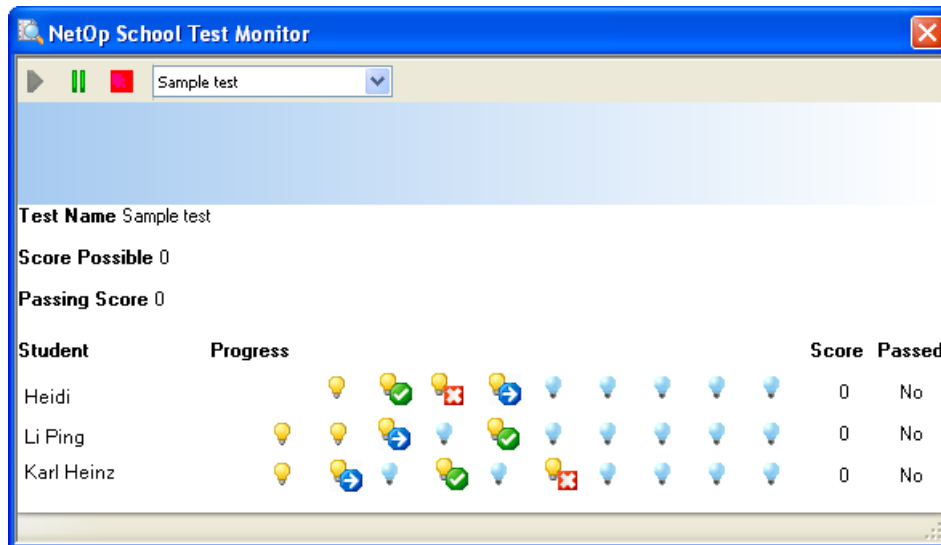 NetOp School Test Monitor
Sample test
Test Name Sample test
Score Possible 0
Passing Score 0
Student Progress Score Passed
Heidi 0 No
Li Ping 0 No
Karl Heinz 0 No